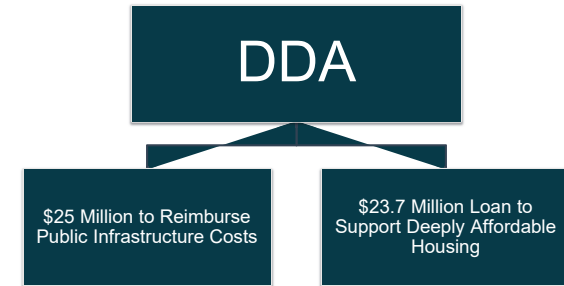 DDA
$25 Million to Reimburse
Public Infrastructure Costs
$23.7 Million Loan to
Support Deeply Affordable
Housing